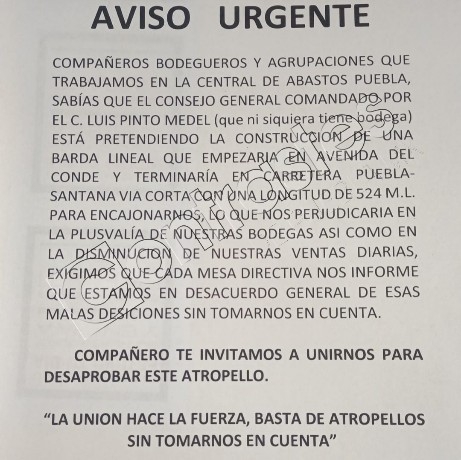 AVISO URGENTE
COMPAÑEROS BODEGUEROS Y AGRUPACIONES QUE
TRABAJAMOS EN LA CENTRAL DE ABASTOS PUEBLA,
SABÍAS QUE EL CONSEJO GENERAL COMANDADO POR
EL C. LUIS PINTO MEDEL (que ni siquiera tiene bodega)
ESTÁ PRETENDIENDO LA CONSTRUCCIÓN DE UNA
BARDA LINEAL QUE EMPEZARIA EN AVENIDA DEL
CONDE Y TERMINARÍA EN CARRETERA PUEBLA-
SANTANA VIA CORTA CON UNA LONGITUD DE 524 M.L.
PARA ENCAJONARNOS, LO QUE NOS PERJUDICARIA EN
LA PLUSVALÍA DE NUESTRAS BODEGAS ASI COMO EN
LA DISMINUCION DE NUESTRAS VENTAS DIARIAS,
EXIGIMOS QUE CADA MESA DIRECTIVA NOS INFORME
QUE ESTAMOS EN DESACUERDO GENERAL DE ESAS
MALAS DESICIONES SIN TOMARNOS EN CUENTA.
COMPAÑERO TE INVITAMOS A UNIRNOS PARA
DESAPROBAR ESTE ATROPELLO.
“LA UNION HACE LA FUERZA, BASTA DE ATROPELLOS
SIN TOMARNOS EN CUENTA”